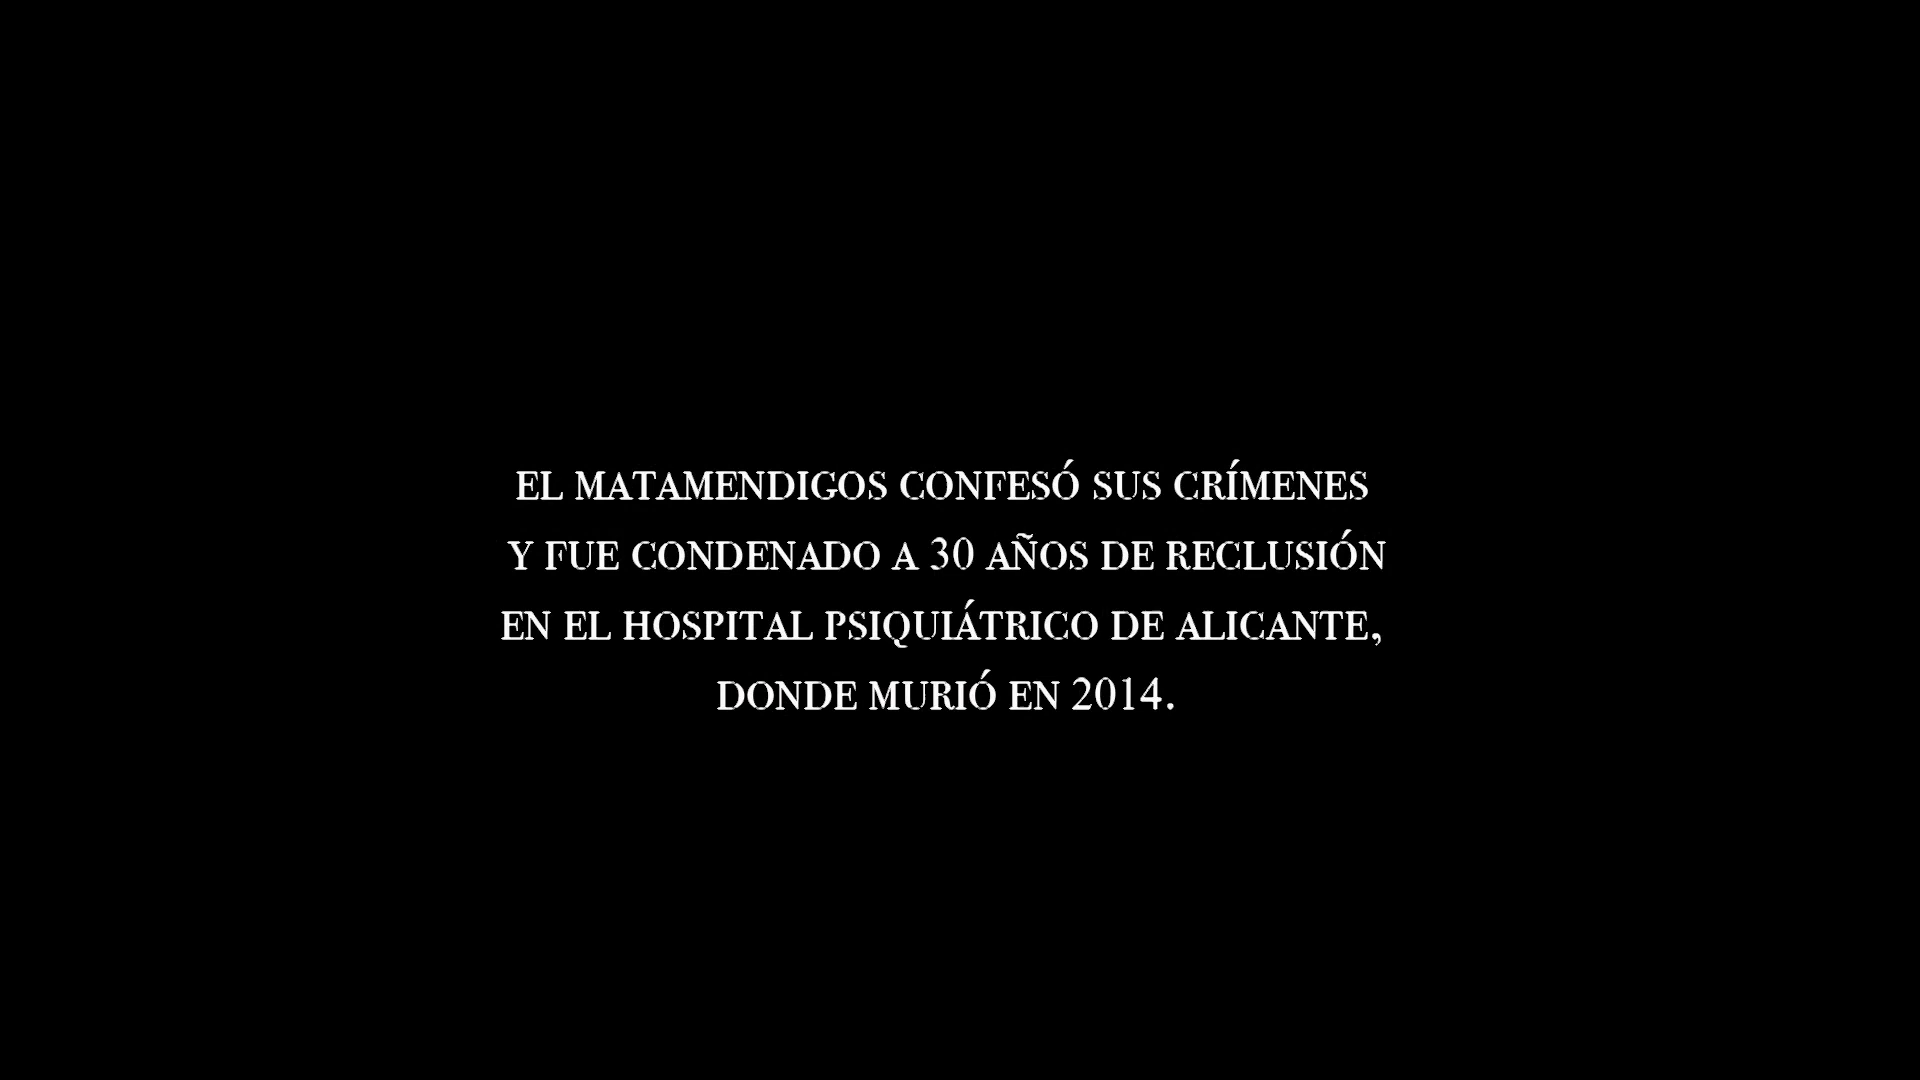 EL MATAMENDIGOS CONFESÓ SUS CRÍMENES
Y FUE CONDENADO A 30 AÑOS DE RECLUSIÓN
EN EL HOSPITAL PSIQUIÁTRICO DE ALICANTE,
DONDE MURIÓ EN 2014.